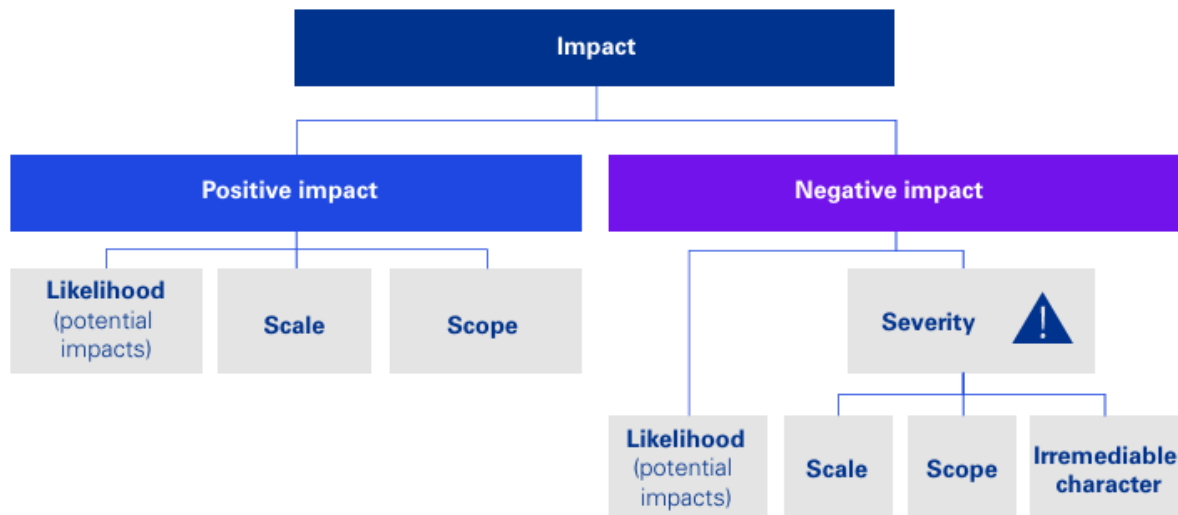 Impact
Positive impact
Negative impact
Likelihood
(potential
impacts)
Scale
Scope
Severity
!
Likelihood
(potential
impacts)
Scale
Scope
Irremediable
character